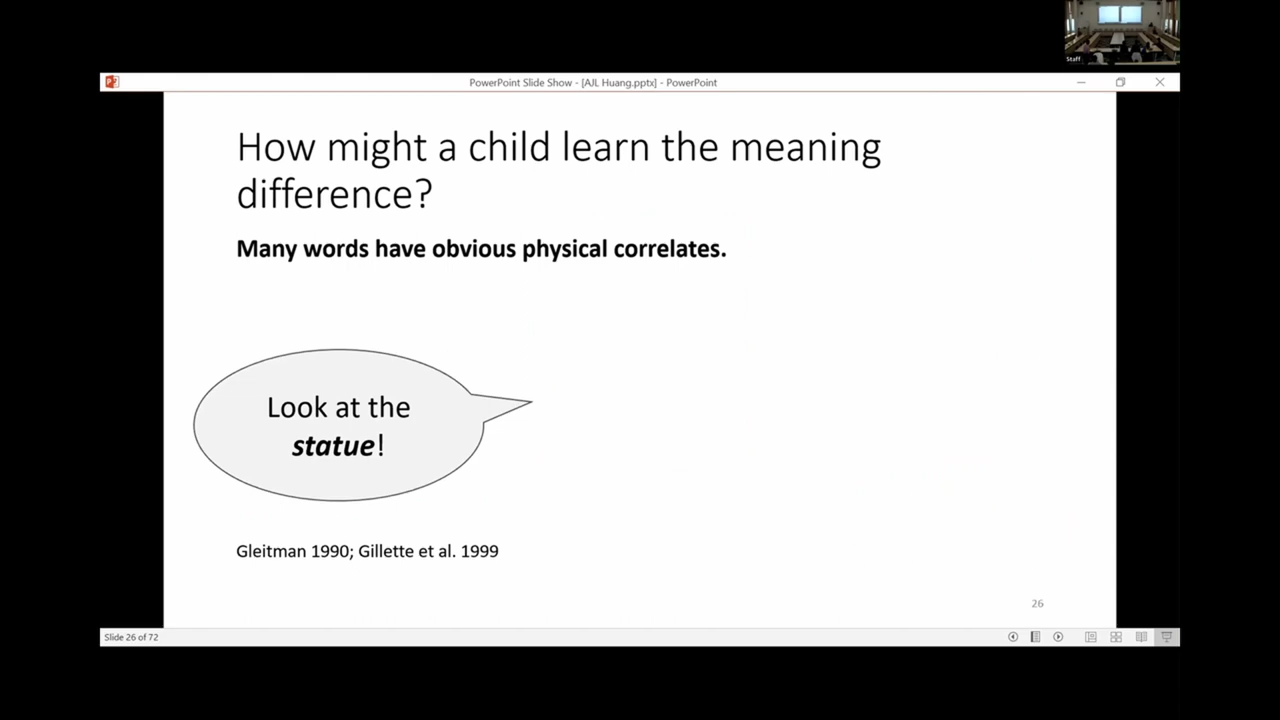 Staff
PowerPoint Slide Show - [AJL Huang.pptx] - PowerPoint
How might a child learn the meaning
difference?
Many words have obvious physical correlates.
Look at the
statue!
Gleitman 1990; Gillette et al. 1999
26
Slide 26 of 72